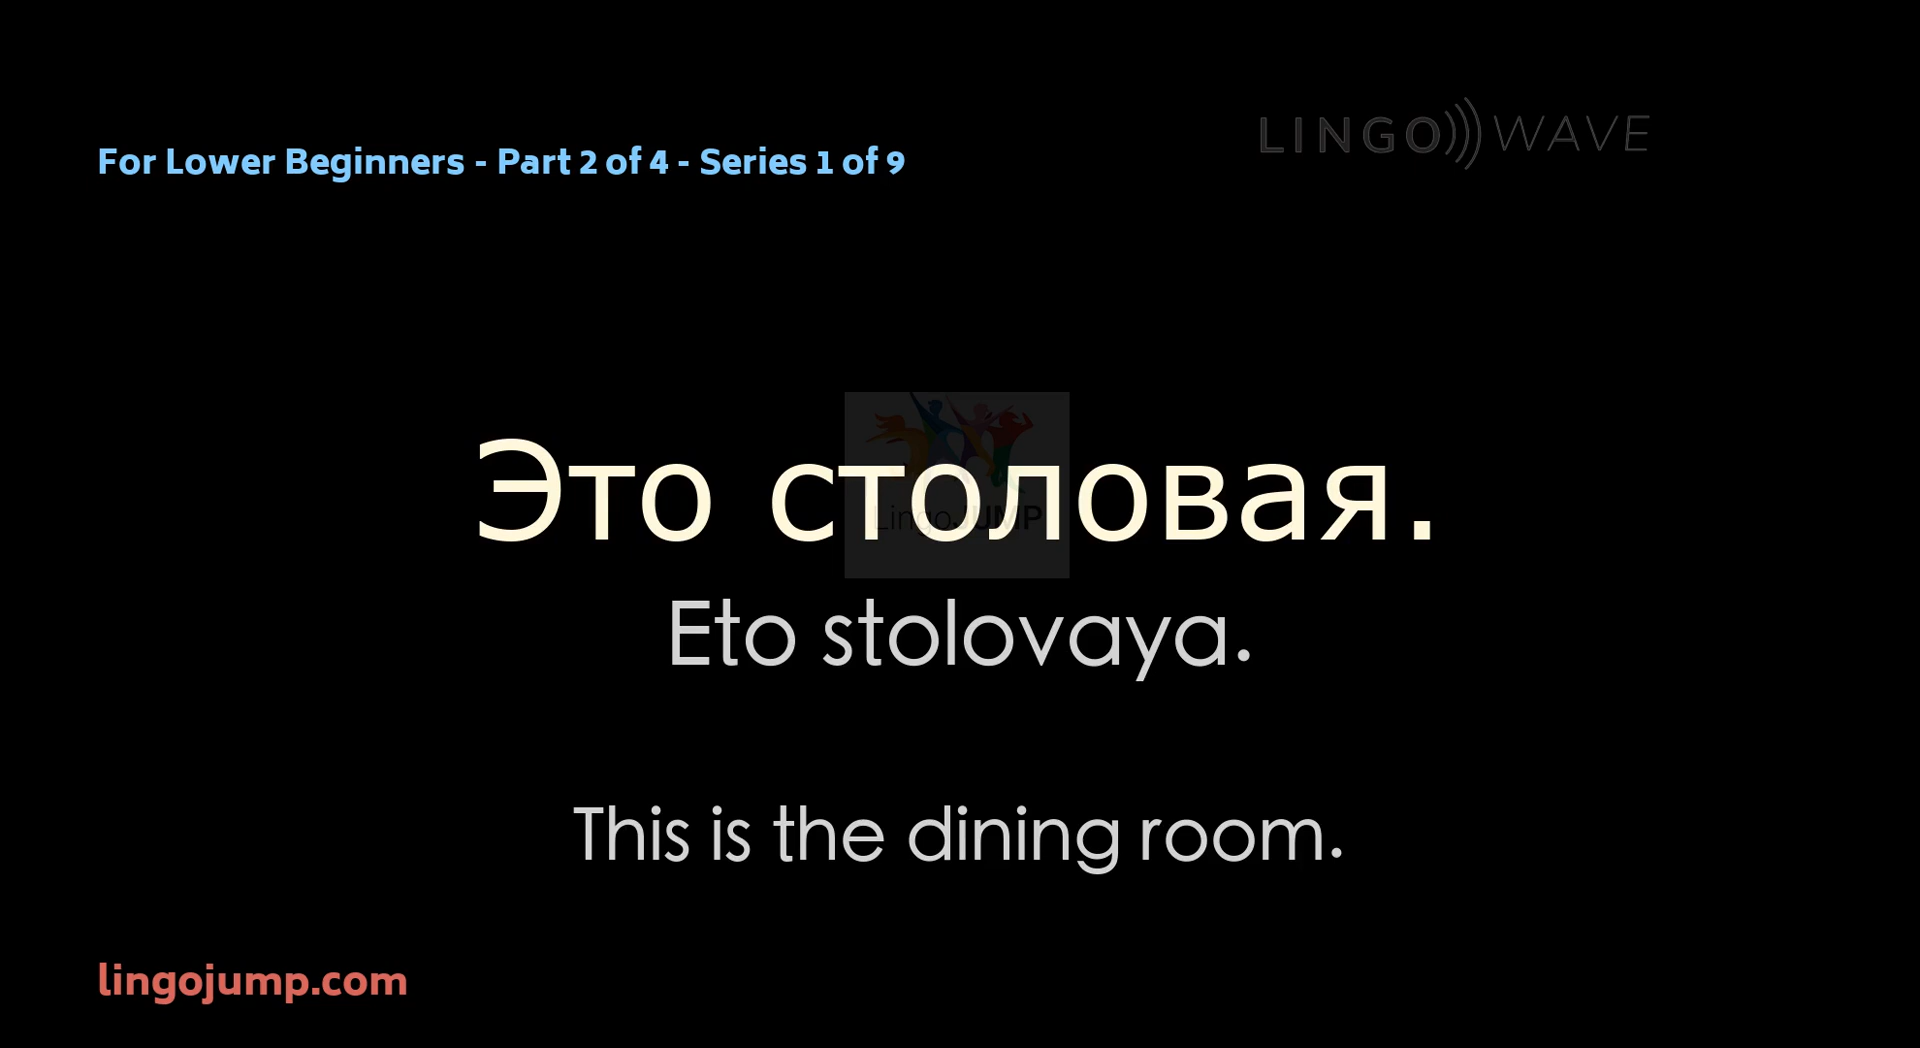 LINGO WAVE
For Lower Beginners - Part 2 of 4 - Series 1 of 9
LingoJUMP
Это столовая.
Eto stolovaya.
This is the dining room.
lingojump.com